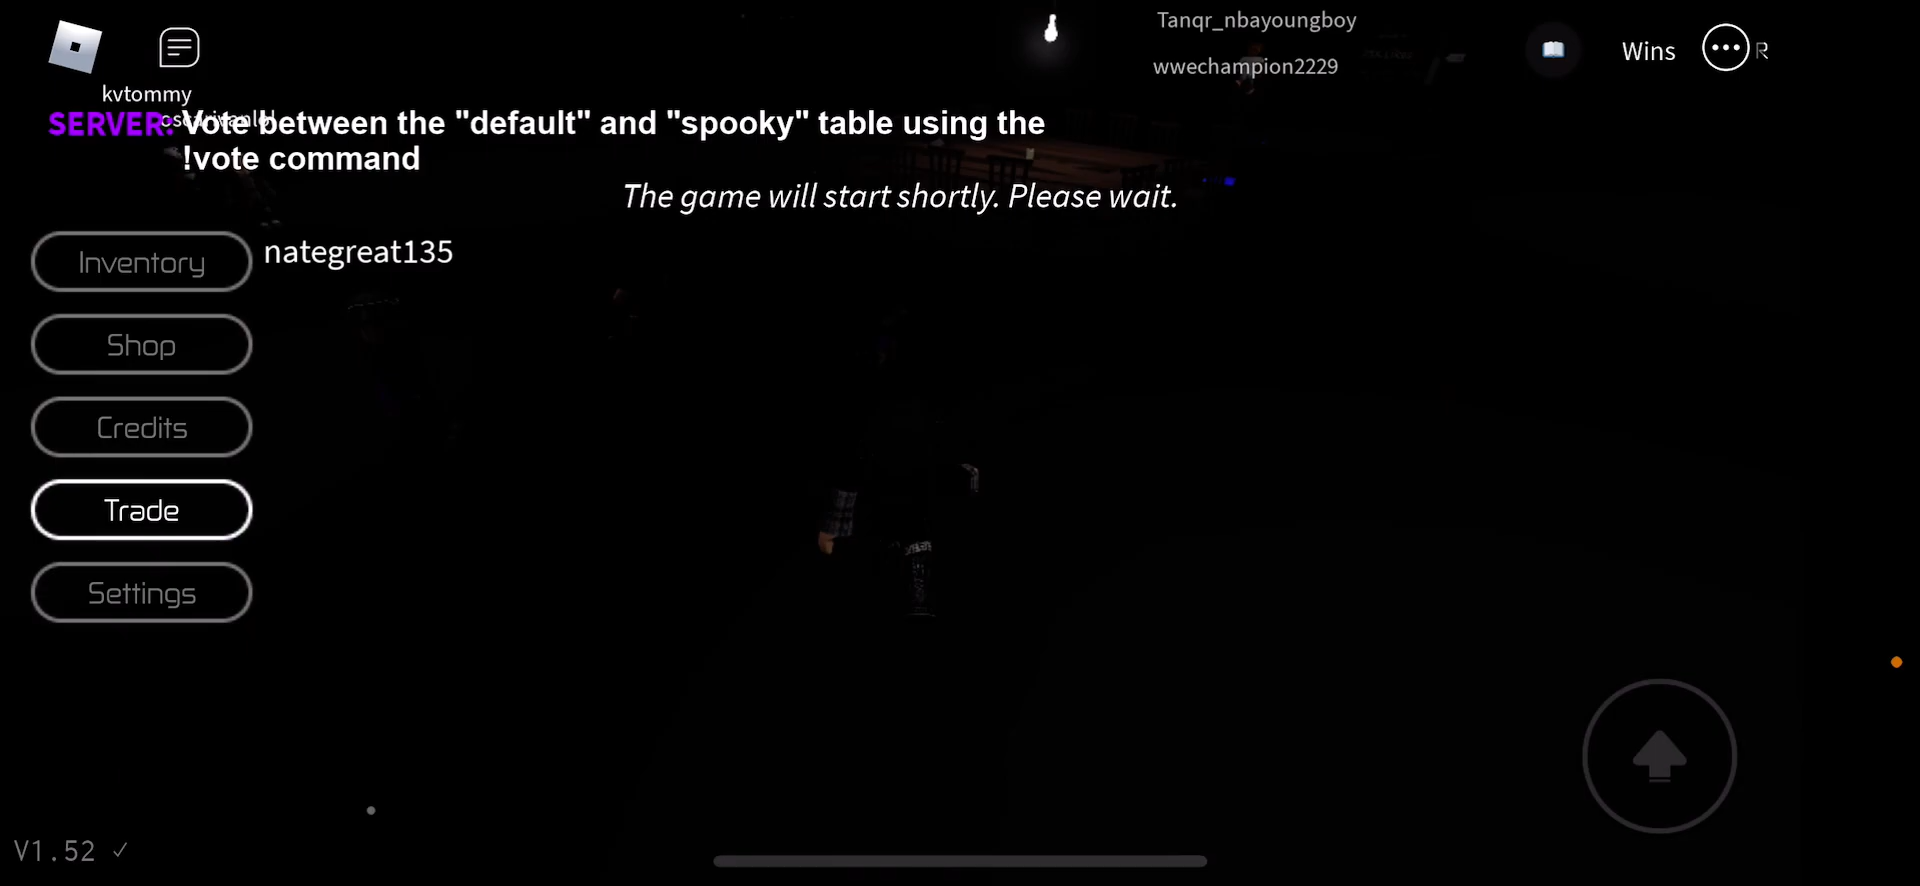 Tanqr_nbayoungboy
wwechampion2229
Wins
R
kvtommy
SERVER: Vote between the "default" and "spooky" table using the
!vote command
The game will start shortly. Please wait.
nategreat135
Inventory
Shop
Credits
Trade
Settings
V1.52 ✓